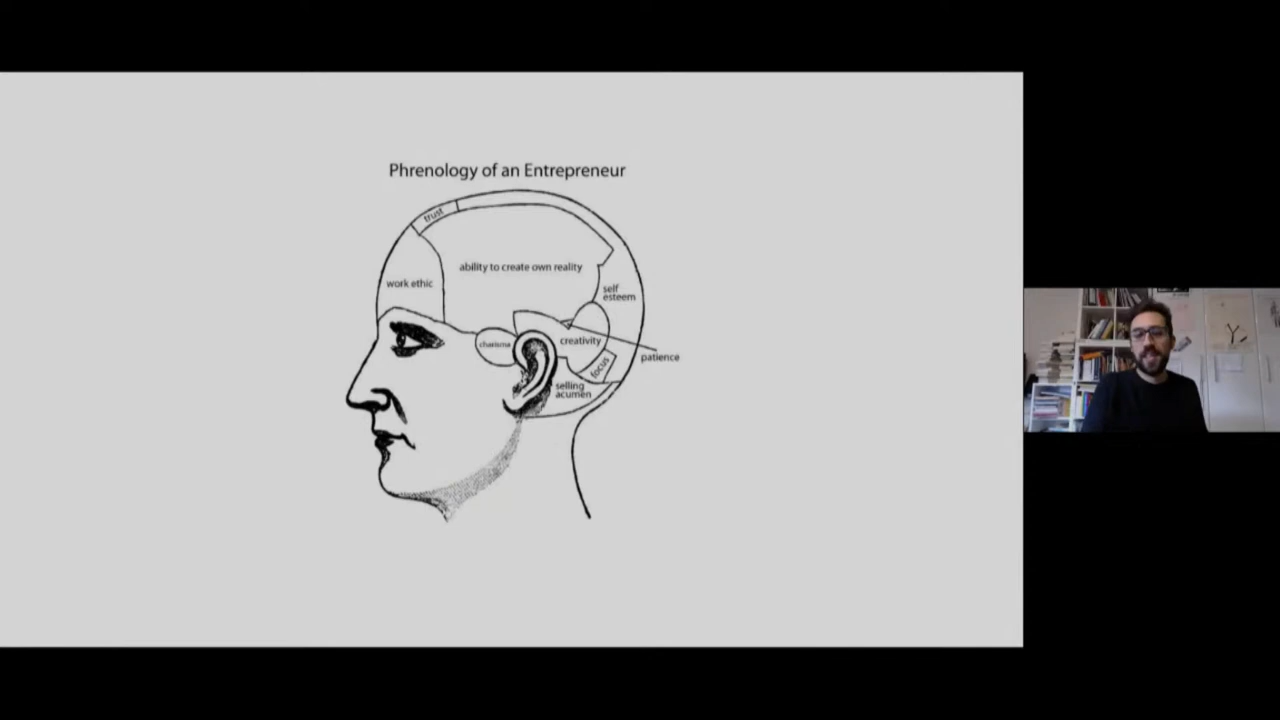 Phrenology of an Entrepreneur
trust
ability to create own reality
work ethic
self
esteem
charisma
creativity
patience
focus
selling
acumen